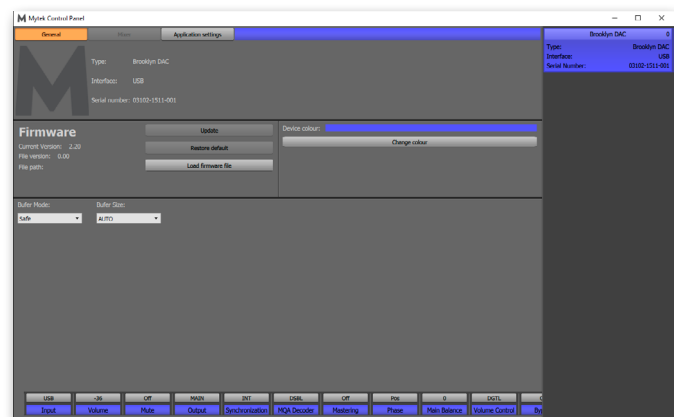 Mytek Control Panel
General
Mixer
Application settings
Brooklyn DAC 0
Type: Brooklyn DAC
Interface: USB
Serial Number: 03102-1511-001
Type: Brooklyn DAC
Interface: USB
Serial number: 03102-1511-001
Firmware
Current Version: 2.20
File version: 0.00
File path:
Update
Restore default
Load firmware file
Device colour:
Change colour
Bufer Mode: Bufer Size:
Safe AUTO
USB -36 Off MAIN INT DSBL Off Pos 0 DGTL
Input Volume Mute Output Synchronization MQA Decoder Mastering Phase Main Balance Volume Control